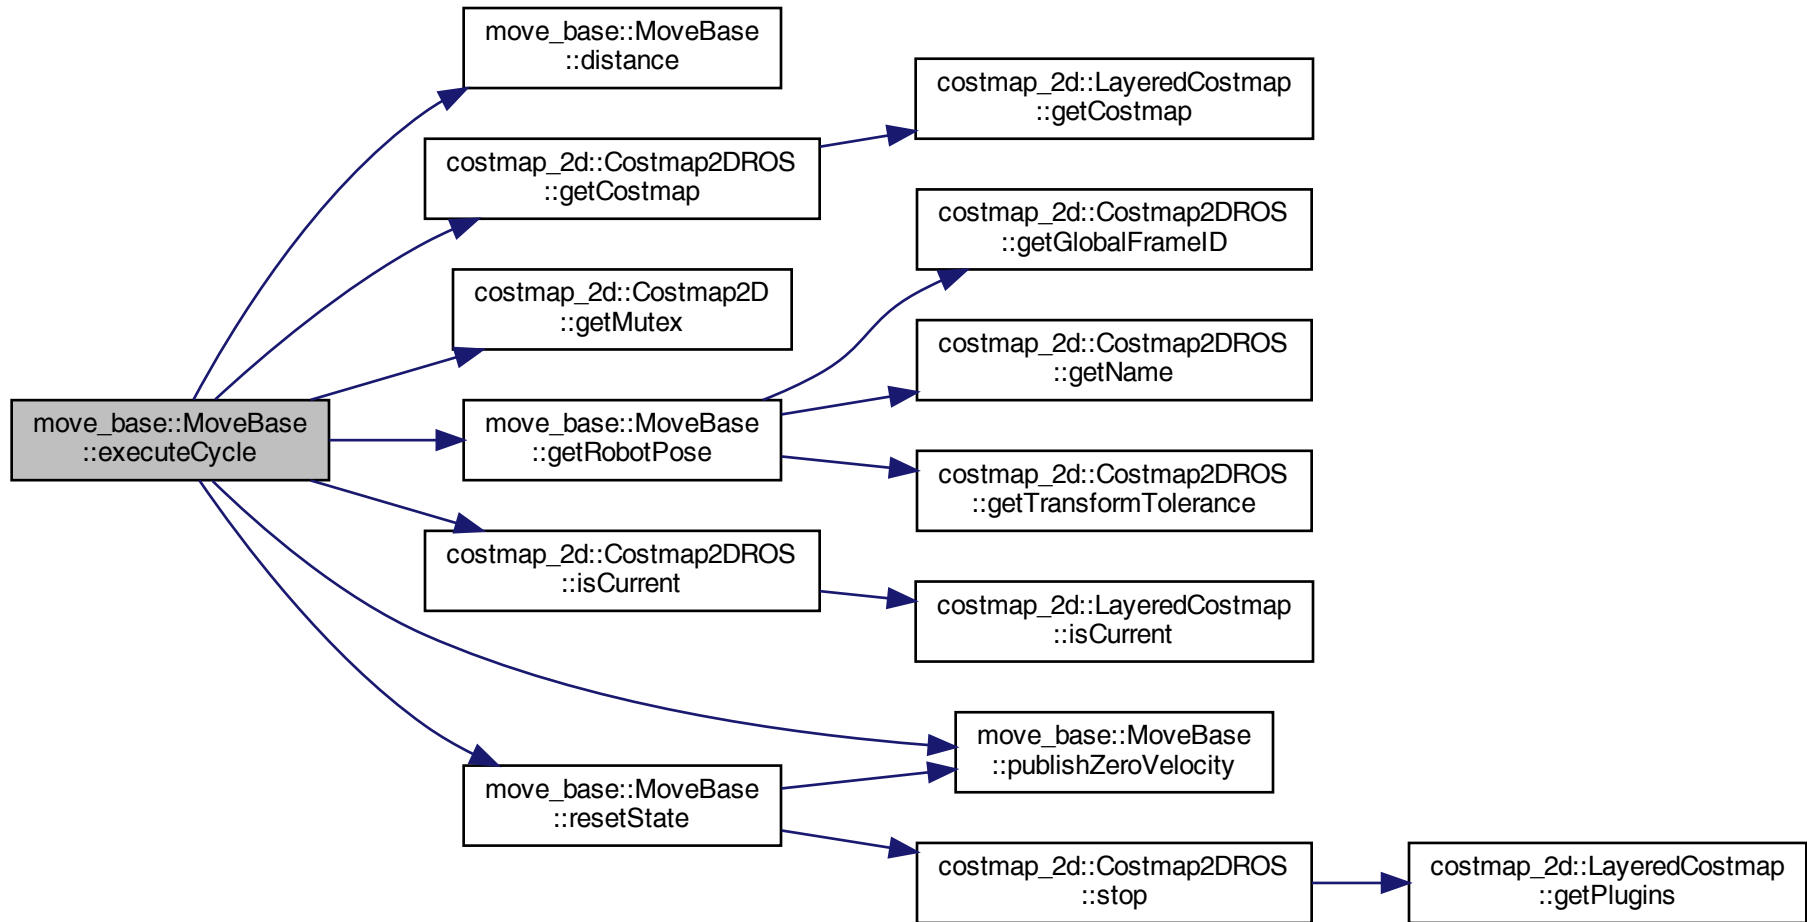 move_base::MoveBase
::executeCycle
move_base::MoveBase
::distance
costmap_2d::Costmap2DROS
::getCostmap
costmap_2d::LayeredCostmap
::getCostmap
costmap_2d::Costmap2D
::getMutex
move_base::MoveBase
::getRobotPose
costmap_2d::Costmap2DROS
::getGlobalFrameID
costmap_2d::Costmap2DROS
::getName
costmap_2d::Costmap2DROS
::getTransformTolerance
costmap_2d::Costmap2DROS
::isCurrent
costmap_2d::LayeredCostmap
::isCurrent
move_base::MoveBase
::publishZeroVelocity
move_base::MoveBase
::resetState
costmap_2d::Costmap2DROS
::stop
costmap_2d::LayeredCostmap
::getPlugins